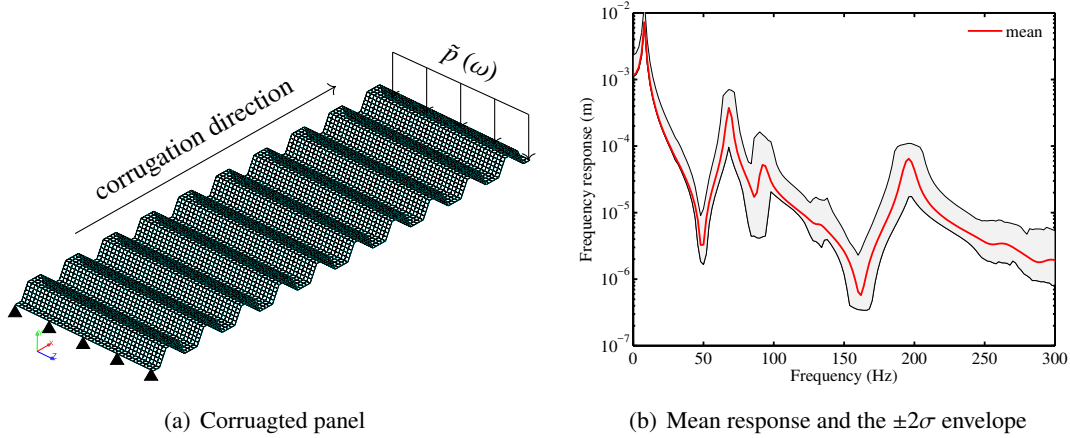 p̃ (ω)
corrugation direction
y
x
z
(a) Corruagted panel
mean
10⁻²
10⁻³
10⁻⁴
10⁻⁵
10⁻⁶
10⁻⁷
Frequency response (m)
0 50 100 150 200 250 300
Frequency (Hz)
(b) Mean response and the ±2σ envelope